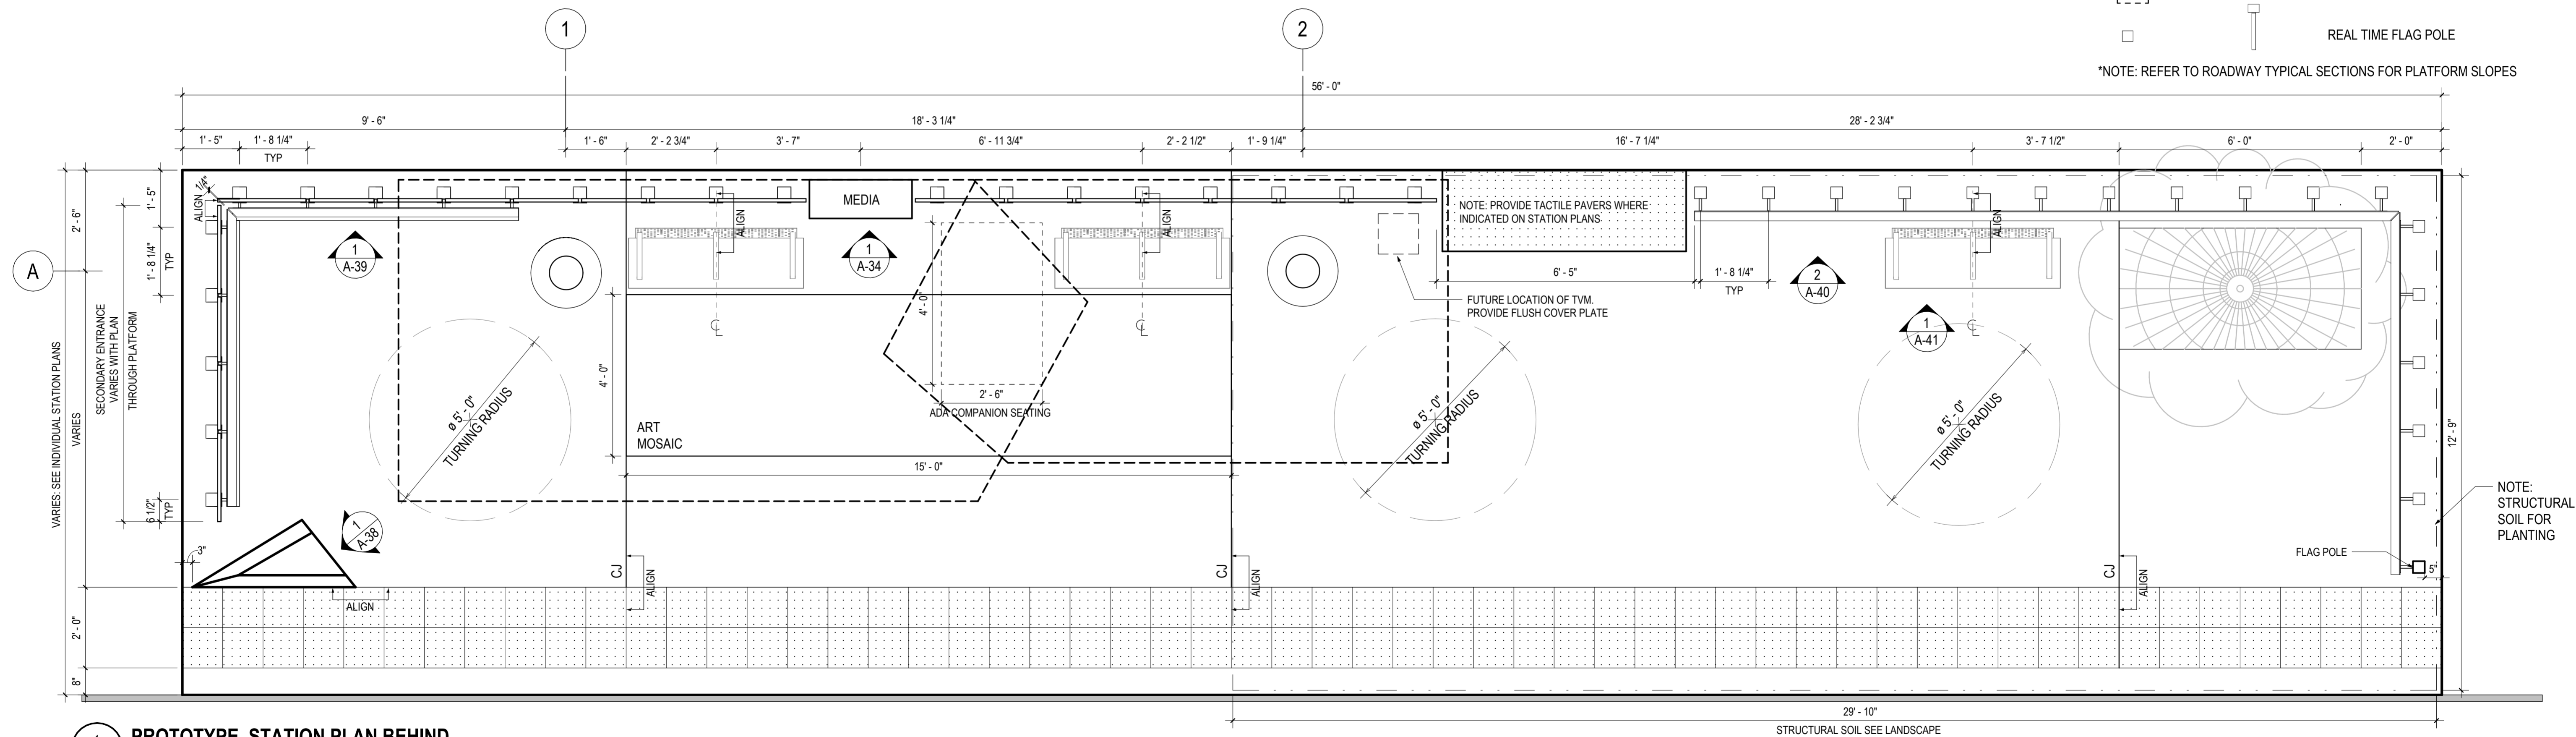 1
2
REAL TIME FLAG POLE
*NOTE: REFER TO ROADWAY TYPICAL SECTIONS FOR PLATFORM SLOPES
56' - 0"
9' - 6"
18' - 3 1/4"
28' - 2 3/4"
1' - 5"
1' - 8 1/4"
TYP
1' - 6"
2' - 2 3/4"
3' - 7"
6' - 11 3/4"
2' - 2 1/2"
1' - 9 1/4"
16' - 7 1/4"
3' - 7 1/2"
6' - 0"
2' - 0"
A
VARIES: SEE INDIVIDUAL STATION PLANS
2' - 6"
VARIES
2' - 0"
8"
SECONDARY ENTRANCE
VARIES WITH PLAN
THROUGH PLATFORM
1' - 5"
1' - 8 1/4"
TYP
6 1/2"
TYP
1/4"
ALIGN
3"
1
A-39
1
A-38
ALIGN
ø 5' - 0"
TURNING RADIUS
MEDIA
ALIGN
1
A-34
CL
4' - 0"
4' - 0"
2' - 6"
ADA COMPANION SEATING
ART
MOSAIC
15' - 0"
ALIGN
CL
CJ
ALIGN
CJ
ALIGN
NOTE: PROVIDE TACTILE PAVERS WHERE
INDICATED ON STATION PLANS
6' - 5"
1' - 8 1/4"
TYP
FUTURE LOCATION OF TVM.
PROVIDE FLUSH COVER PLATE
ø 5' - 0"
TURNING RADIUS
2
A-40
1
A-41
ALIGN
CL
ø 5' - 0"
TURNING RADIUS
CJ
ALIGN
12' - 9"
NOTE:
STRUCTURAL
SOIL FOR
PLANTING
FLAG POLE
5"
29' - 10"
STRUCTURAL SOIL SEE LANDSCAPE
1
PROTOTYPE STATION PLAN BEHIND